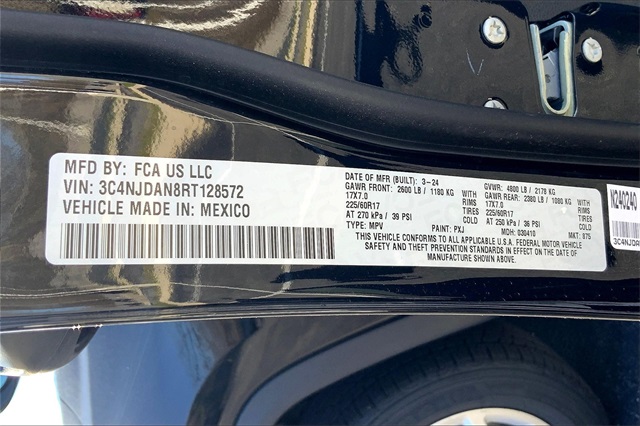 MFD BY: FCA US LLC
VIN: 3C4NJDAN8RT128572
VEHICLE MADE IN: MEXICO
DATE OF MFR (BUILT): 3-24 GVWR: 4800 LB / 2178 KG
GAWR FRONT: 2600 LB / 1180 KG GAWR REAR: 2380 LB / 1080 KG
17X7.0 RIMS 17X7.0 RIMS
225/60R17 TIRES 225/60R17 TIRES
AT 270 kPa / 39 PSI COLD AT 250 kPa / 36 PSI COLD
TYPE: MPV PAINT: PXJ MDH: 030410 MKT: 875
THIS VEHICLE CONFORMS TO ALL APPLICABLE U.S.A. FEDERAL MOTOR VEHICLE
SAFETY AND THEFT PREVENTION STANDARDS IN EFFECT ON THE DATE OF
MANUFACTURE SHOWN ABOVE.
N240240
3C4NJDA